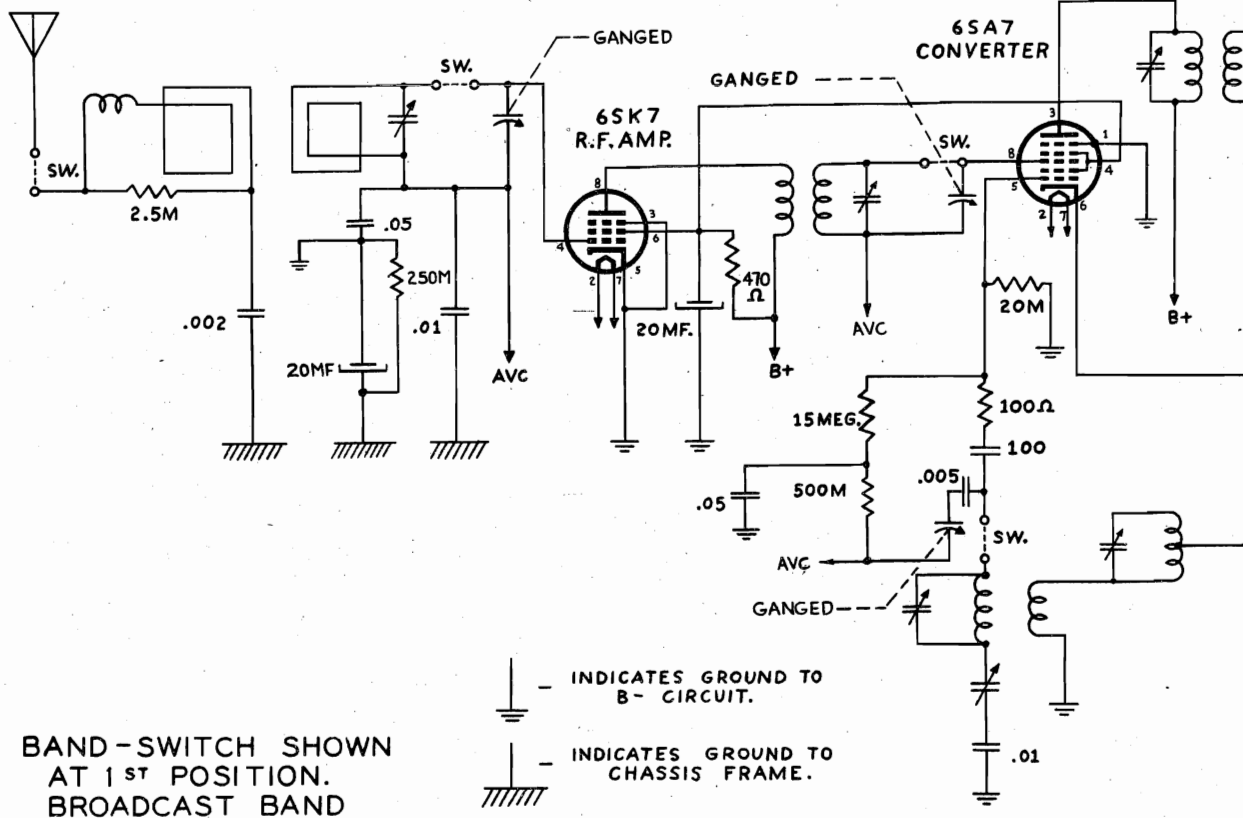 GANGED
6SA7
CONVERTER
SW.
GANGED
6SK7
R.F. AMP.
3
1
8
4
5
6
2
7
SW.
SW.
2.5M
8
3
6
4
5
2
7
.05
250M
.002
.01
20MF
AVC
470
Ω
20MF.
B+
AVC
20M
B+
15MEG.
100Ω
100
.005
.05
500M
SW.
AVC
GANGED
.01
INDICATES GROUND TO
B- CIRCUIT.
INDICATES GROUND TO
CHASSIS FRAME.
BAND-SWITCH SHOWN
AT 1ST POSITION.
BROADCAST BAND